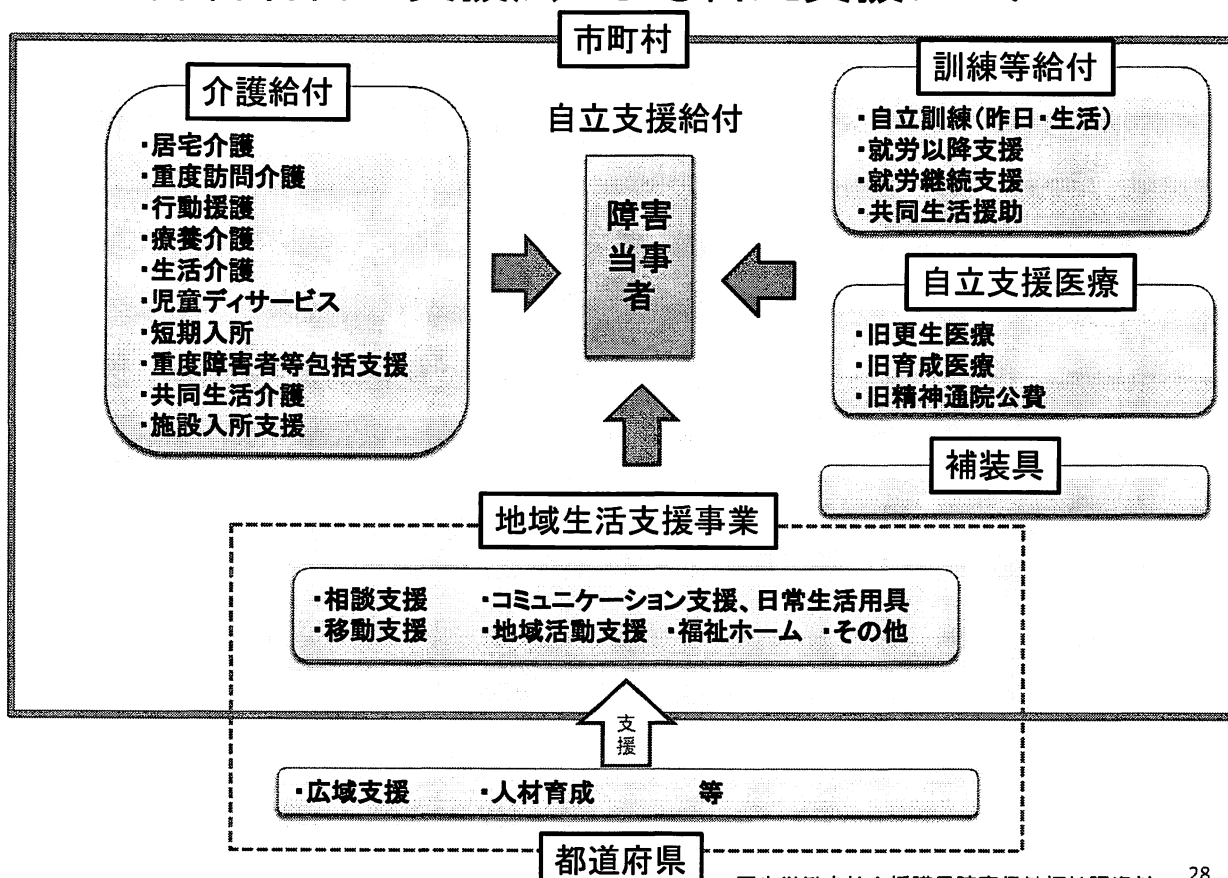 市町村
介護給付
・居宅介護
・重度訪問介護
・行動援護
・療養介護
・生活介護
・児童ディサービス
・短期入所
・重度障害者等包括支援
・共同生活介護
・施設入所支援
自立支援給付
障害
当事
者
訓練等給付
・自立訓練(昨日・生活)
・就労以降支援
・就労継続支援
・共同生活援助
自立支援医療
・旧更生医療
・旧育成医療
・旧精神通院公費
補装具
地域生活支援事業
・相談支援 ・コミュニケーション支援、日常生活用具
・移動支援 ・地域活動支援 ・福祉ホーム ・その他
支
援
・広域支援 ・人材育成 等
都道府県
28